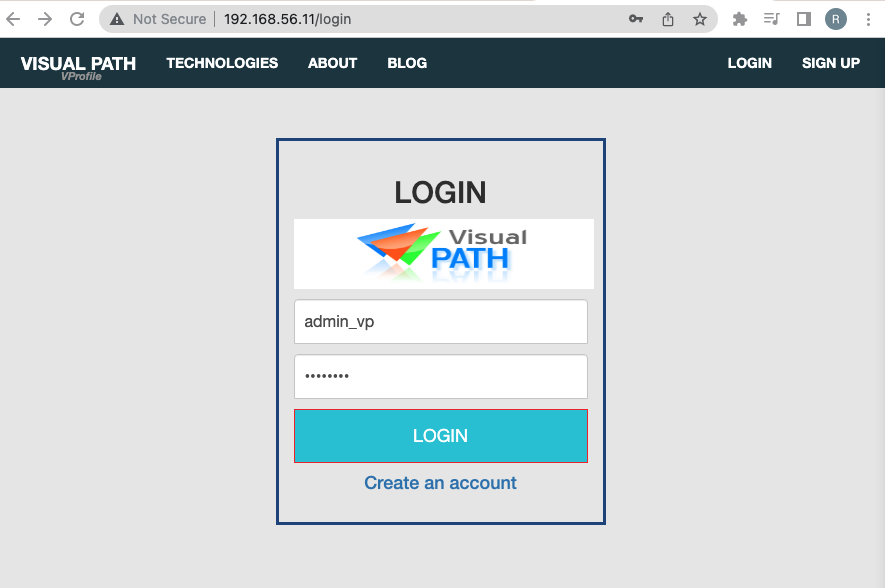 Not Secure | 192.168.56.11/login
R
VISUAL PATH
VProfile
TECHNOLOGIES
ABOUT
BLOG
LOGIN
SIGN UP
LOGIN
Visual
PATH
admin_vp
••••••••
LOGIN
Create an account